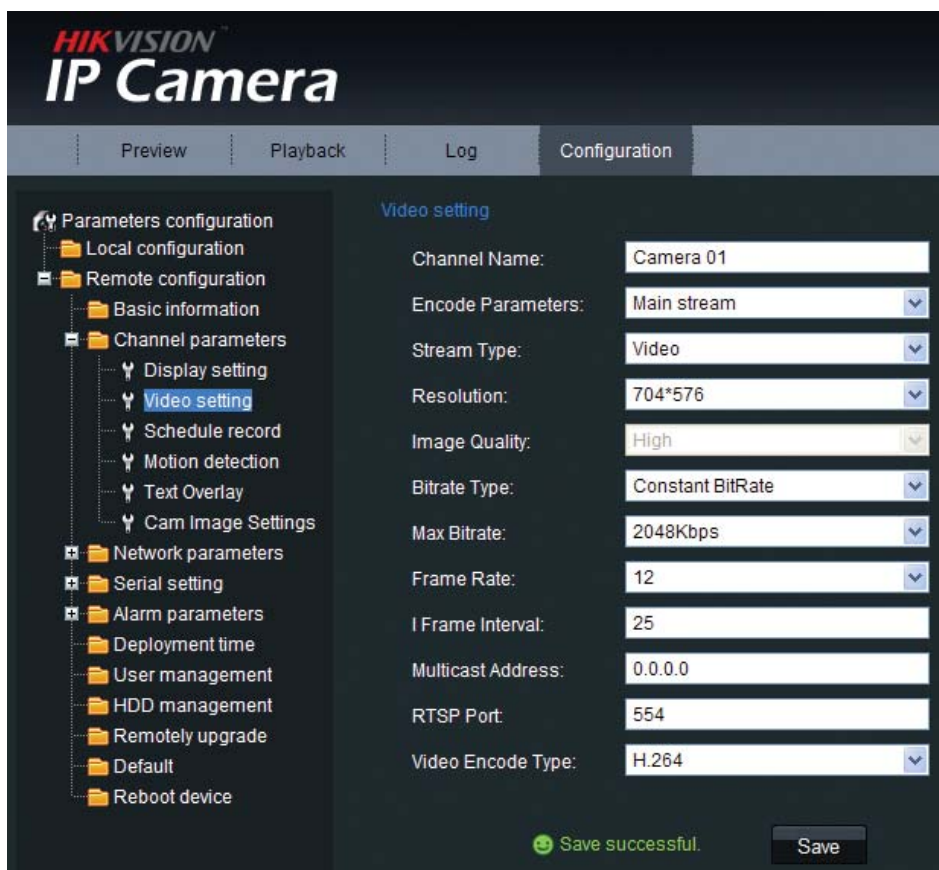 HIKVISION™
IP Camera
Preview
Playback
Log
Configuration
Parameters configuration
Local configuration
Remote configuration
Basic information
Channel parameters
Display setting
Video setting
Schedule record
Motion detection
Text Overlay
Cam Image Settings
Network parameters
Serial setting
Alarm parameters
Deployment time
User management
HDD management
Remotely upgrade
Default
Reboot device
Video setting
Channel Name: Camera 01
Encode Parameters: Main stream
Stream Type: Video
Resolution: 704*576
Image Quality: High
Bitrate Type: Constant BitRate
Max Bitrate: 2048Kbps
Frame Rate: 12
I Frame Interval: 25
Multicast Address: 0.0.0.0
RTSP Port: 554
Video Encode Type: H.264
Save successful.
Save